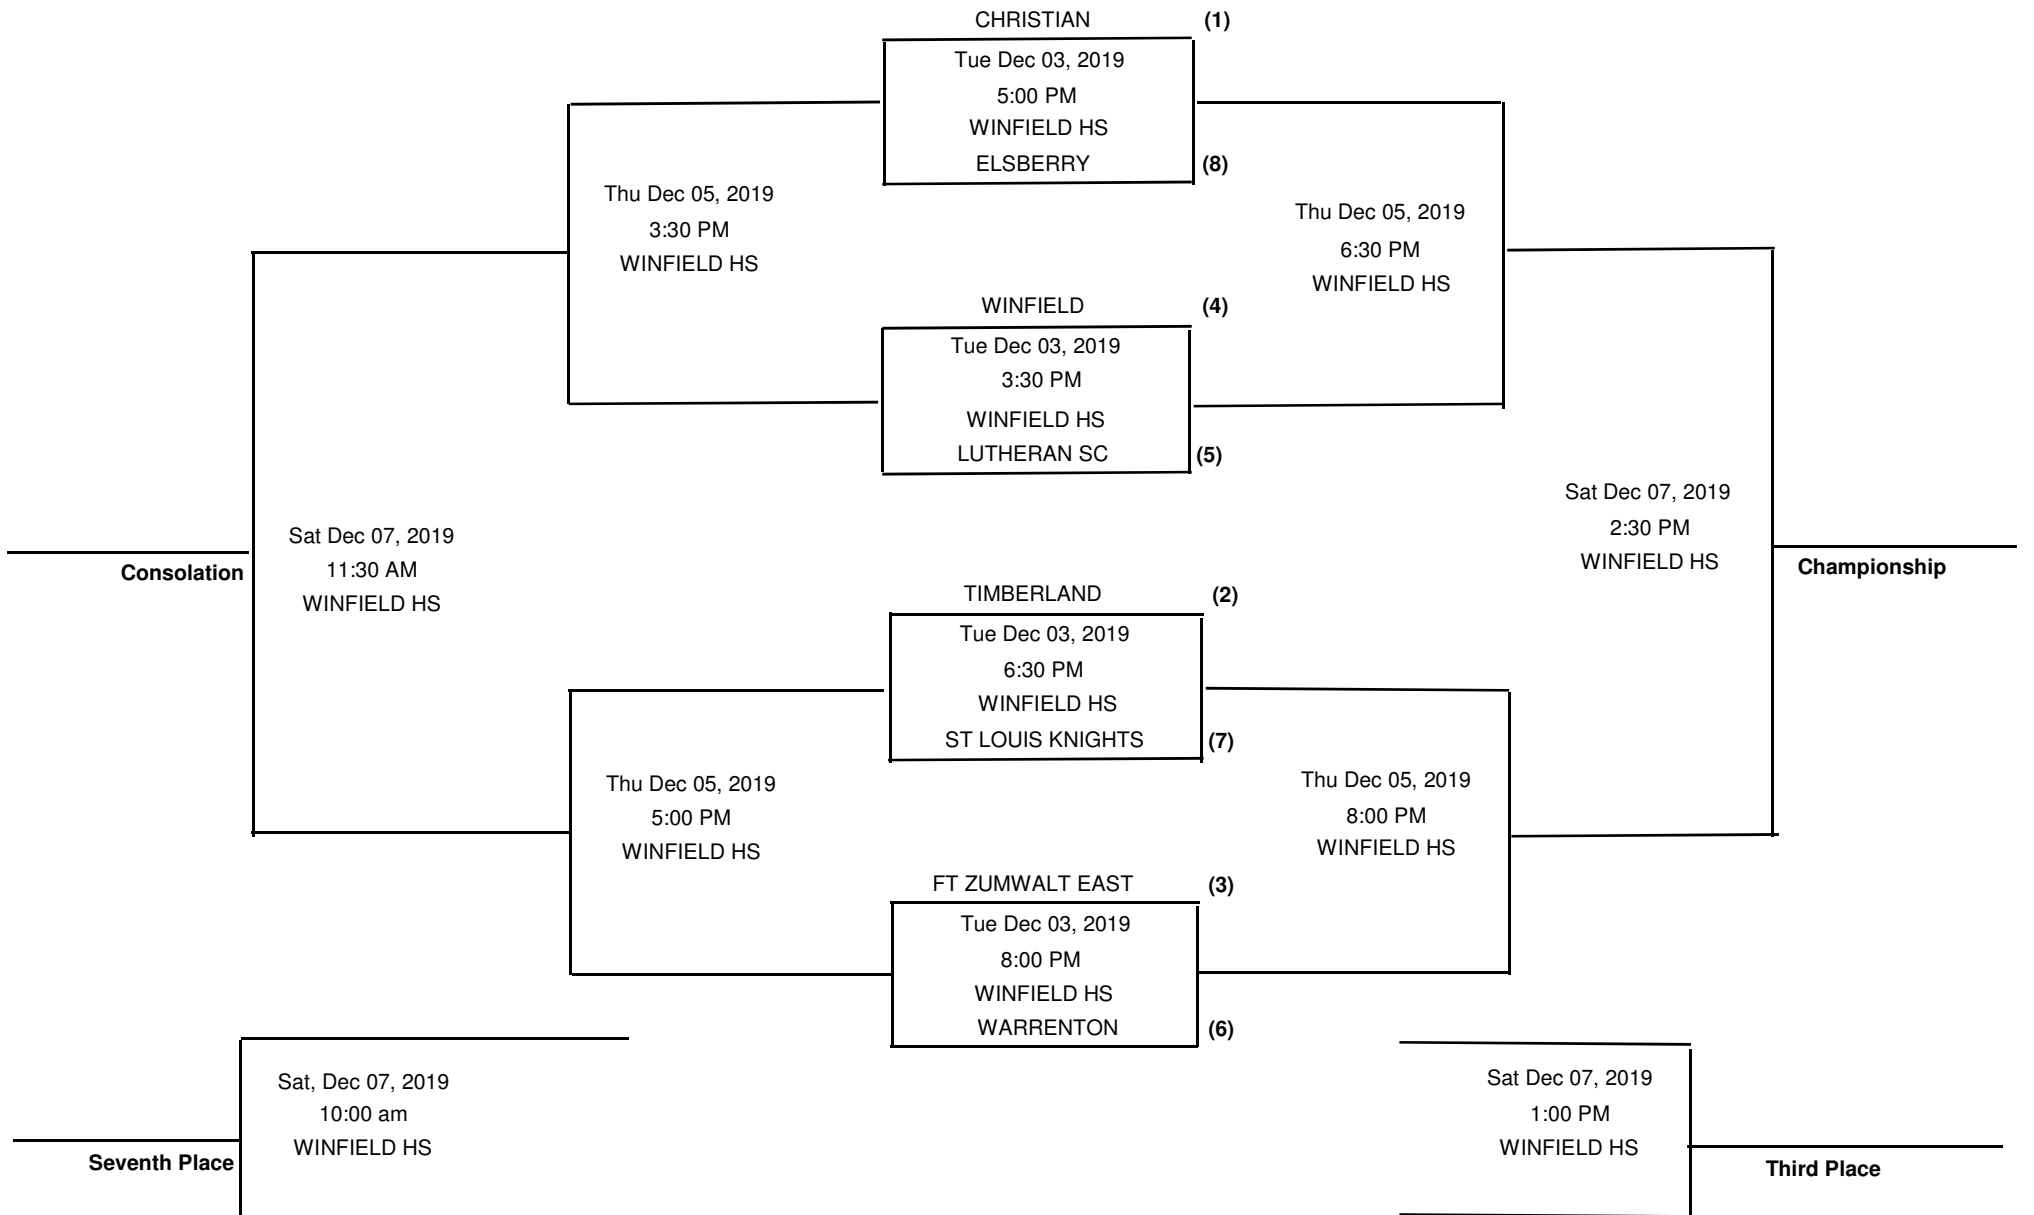 CHRISTIAN (1)
Tue Dec 03, 2019
5:00 PM
WINFIELD HS
ELSBERRY (8)
Thu Dec 05, 2019
3:30 PM
WINFIELD HS
Thu Dec 05, 2019
6:30 PM
WINFIELD HS
WINFIELD (4)
Tue Dec 03, 2019
3:30 PM
WINFIELD HS
LUTHERAN SC (5)
Sat Dec 07, 2019
11:30 AM
WINFIELD HS
Consolation
Sat Dec 07, 2019
2:30 PM
WINFIELD HS
Championship
TIMBERLAND (2)
Tue Dec 03, 2019
6:30 PM
WINFIELD HS
ST LOUIS KNIGHTS (7)
Thu Dec 05, 2019
5:00 PM
WINFIELD HS
Thu Dec 05, 2019
8:00 PM
WINFIELD HS
FT ZUMWALT EAST (3)
Tue Dec 03, 2019
8:00 PM
WINFIELD HS
WARRENTON (6)
Sat, Dec 07, 2019
10:00 am
WINFIELD HS
Seventh Place
Sat Dec 07, 2019
1:00 PM
WINFIELD HS
Third Place